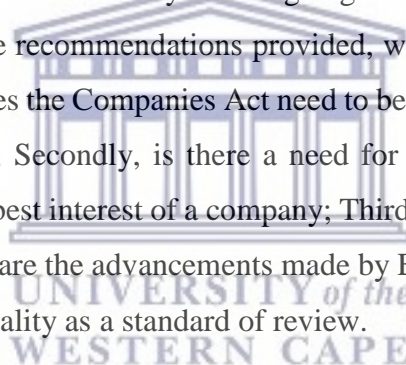 e recommendations provided, w
es the Companies Act need to be
Secondly, is there a need for
best interest of a company; Third
are the advancements made by
UNIVERSITY of the
ality as a standard of review.
WESTERN CAPE